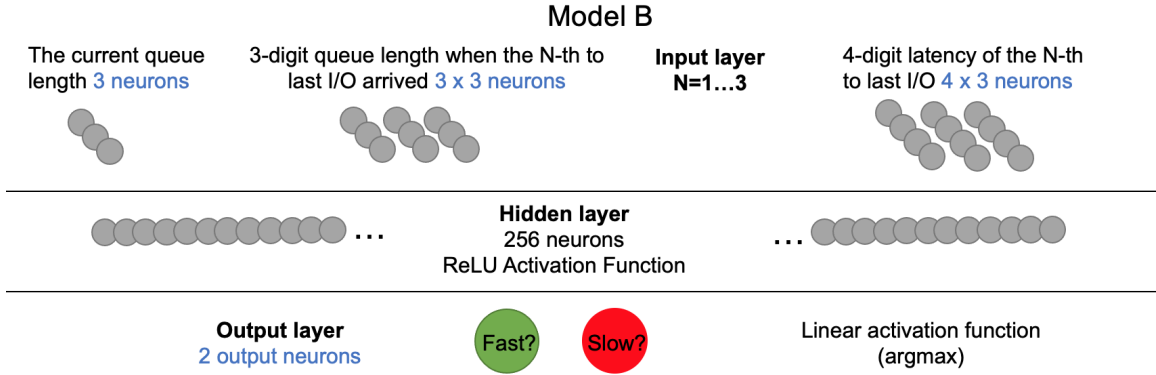 Model B
The current queue
length 3 neurons
3-digit queue length when the N-th to
last I/O arrived 3 x 3 neurons
Input layer
N=1...3
4-digit latency of the N-th
to last I/O 4 x 3 neurons
...
Hidden layer
256 neurons
ReLU Activation Function
...
Output layer
2 output neurons
Fast?
Slow?
Linear activation function
(argmax)